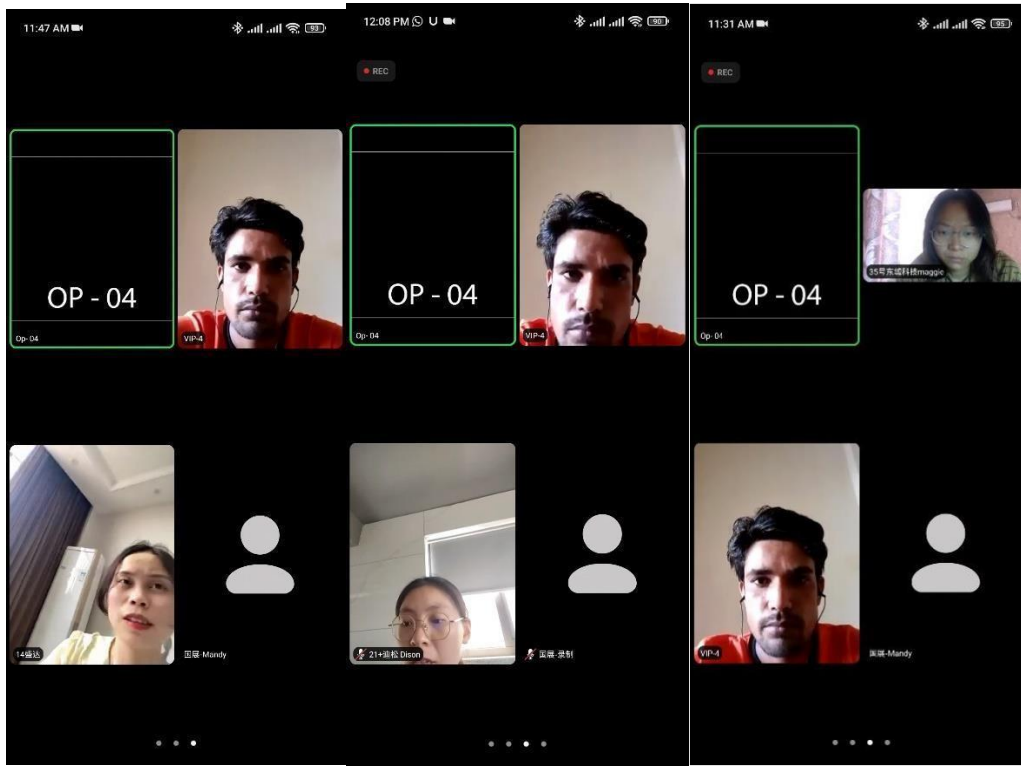 11:47 AM
93
OP - 04
Op- 04
VIP-4
14盛达
国展-Mandy
12:08 PM
90
REC
OP - 04
Op- 04
VIP-4
21+迪松 Dison
国展-录制
11:31 AM
95
REC
OP - 04
Op- 04
35号东城科技maggie
VIP-4
国展-Mandy